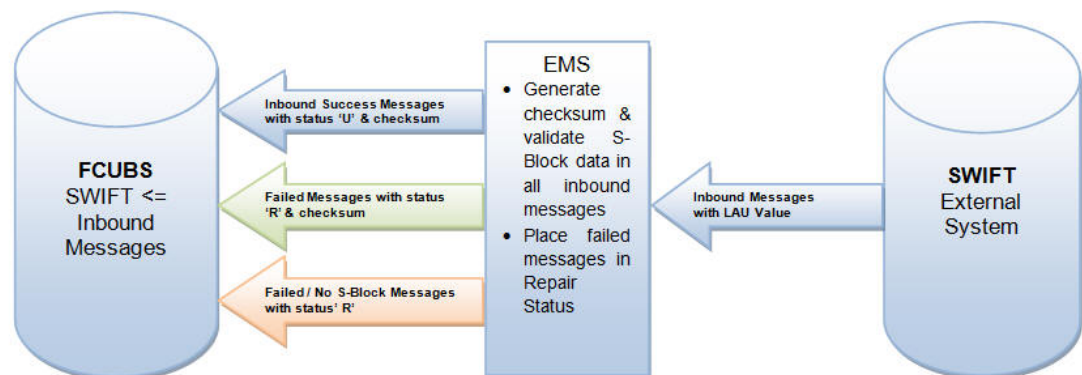 FCUBS
SWIFT <=
Inbound
Messages
Inbound Success Messages
with status 'U' & checksum
Failed Messages with status
'R' & checksum
Failed / No S-Block Messages
with status' R'
EMS
• Generate
checksum &
validate S-
Block data in
all inbound
messages
• Place failed
messages in
Repair
Status
Inbound Messages
with LAU Value
SWIFT
External
System